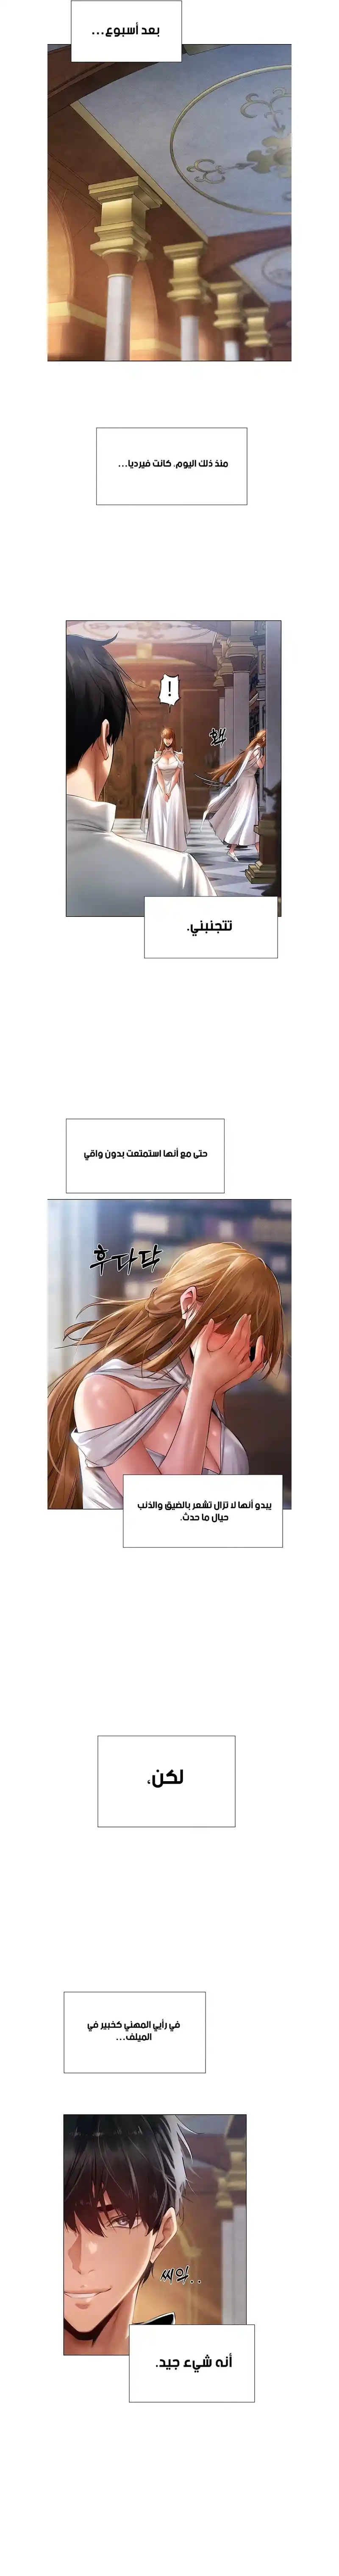 بعد أسبوع...
منذ ذلك اليوم، كانت فيرديا...
!
홱
تتجنبني.
حتى مع أنها استمتعت بدون واقي
후다닥
يبدو أنها لا تزال تشعر بالضيق والذنب
حيال ما حدث.
لكن،
في رأيي المهني كخبير في
الميلف...
씨익..
أنه شيء جيد.